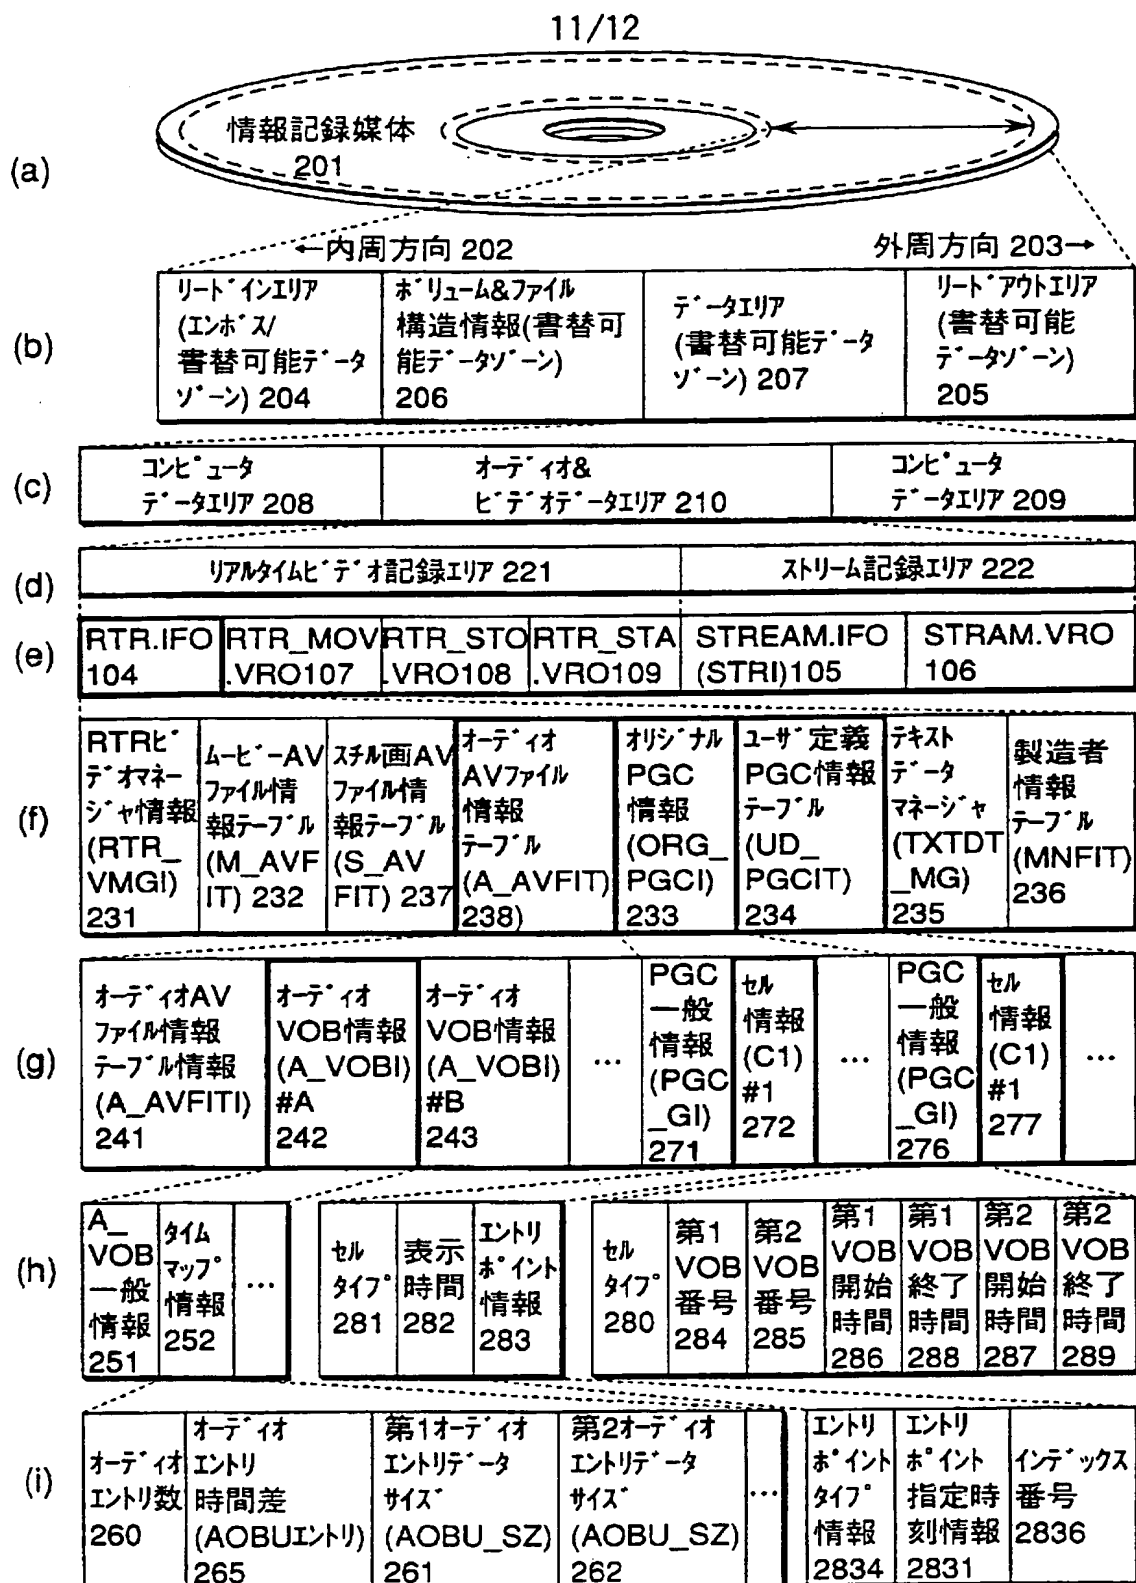 11/12
情報記録媒体
201
(a)
←内周方向 202
外周方向 203→
(b)
リードインエリア
(エンボス/
書替可能データ
ゾーン) 204
ボリューム&ファイル
構造情報(書替可
能データゾーン)
206
データエリア
(書替可能データ
ゾーン) 207
リードアウトエリア
(書替可能
データゾーン)
205
(c)
コンピュータ
データエリア 208
オーディオ&
ビデオデータエリア 210
コンピュータ
データエリア 209
(d)
リアルタイムビデオ記録エリア 221
ストリーム記録エリア 222
(e)
RTR.IFO
104
RTR_MOV
.VRO107
RTR_STO
.VRO108
RTR_STA
.VRO109
STREAM.IFO
(STRI)105
STRAM.VRO
106
(f)
RTRビ
デオマネー
ジャ情報
(RTR_
VMGI)
231
ムービーAV
ファイル情
報テーブル
(M_AVF
IT) 232
スチル画AV
ファイル情
報テーブル
(S_AV
FIT) 237
オーディオ
AVファイル
情報
テーブル
(A_AVFIT)
238)
オリジナル
PGC
情報
(ORG_
PGCI)
233
ユーザ定義
PGC情報
テーブル
(UD_
PGCIT)
234
テキスト
データ
マネージャ
(TXTDT
_MG)
235
製造者
情報
テーブル
(MNFIT)
236
(g)
オーディオAV
ファイル情報
テーブル情報
(A_AVFITI)
241
オーディオ
VOB情報
(A_VOBI)
#A
242
オーディオ
VOB情報
(A_VOBI)
#B
243
…
PGC
一般
情報
(PGC
_GI)
271
セル
情報
(C1)
#1
272
…
PGC
一般
情報
(PGC
_GI)
276
セル
情報
(C1)
#1
277
…
(h)
A_
VOB
一般
情報
251
タイム
マップ
情報
252
…
セル
タイプ
281
表示
時間
282
エントリ
ポイント
情報
283
セル
タイプ
280
第1
VOB
番号
284
第2
VOB
番号
285
第1
VOB
開始
時間
286
第1
VOB
終了
時間
288
第2
VOB
開始
時間
287
第2
VOB
終了
時間
289
(i)
オーディオ
エントリ数
260
オーディオ
エントリ
時間差
(AOBUエントリ)
265
第1オーディオ
エントリデータ
サイズ
(AOBU_SZ)
261
第2オーディオ
エントリデータ
サイズ
(AOBU_SZ)
262
…
エントリ
ポイント
タイプ
情報
2834
エントリ
ポイント
指定時
刻情報
2831
インデックス
番号
2836